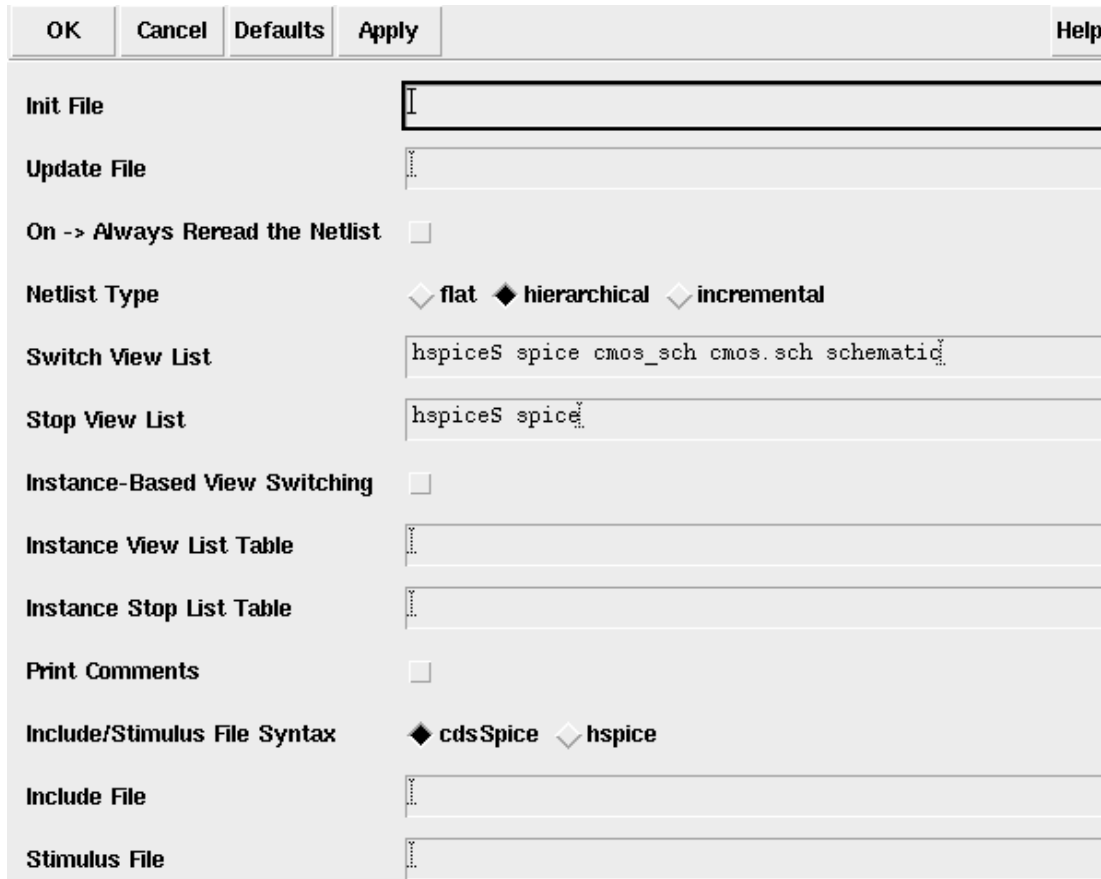 OK Cancel Defaults Apply Help
Init File
Update File
On -> Always Reread the Netlist
Netlist Type flat hierarchical incremental
Switch View List hspiceS spice cmos_sch cmos.sch schematic
Stop View List hspiceS spice
Instance-Based View Switching
Instance View List Table
Instance Stop List Table
Print Comments
Include/Stimulus File Syntax cdsSpice hspice
Include File
Stimulus File